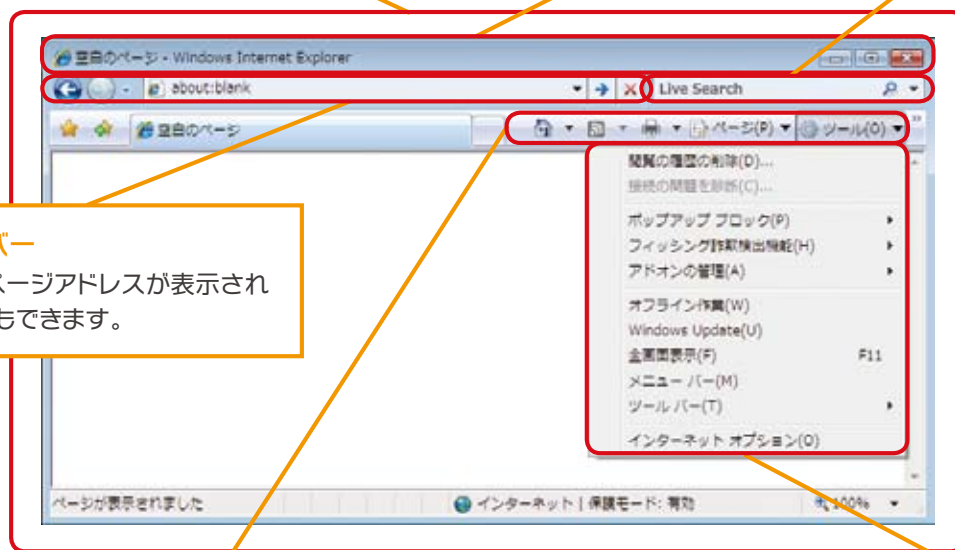 空白のページ - Windows Internet Explorer
about:blank
Live Search
空白のページ
ページ(P)
ツール(O)
閲覧の履歴の削除(D)...
接続の問題を診断(C)...
ポップアップ ブロック(P)
フィッシング詐欺検出機能(H)
アドオンの管理(A)
バー
ページアドレスが表示され
もできます。
オフライン作業(W)
Windows Update(U)
全画面表示(F) F11
メニュー バー(M)
ツール バー(T)
インターネット オプション(O)
ページが表示されました
インターネット | 保護モード: 有効
100%